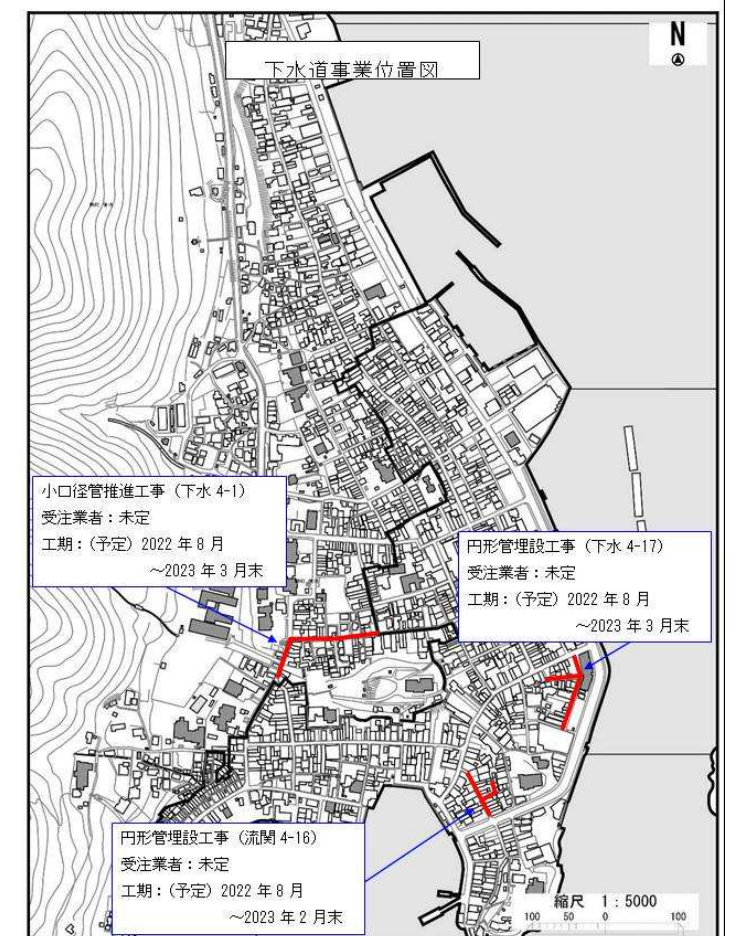 下水道事業位置図
N
小口径管推進工事（下水 4-1）
受注業者：未定
工期：(予定) 2022 年 8 月
～2023 年 3 月末
円形管埋設工事（下水 4-17）
受注業者：未定
工期：(予定) 2022 年 8 月
～2023 年 3 月末
円形管埋設工事（流関 4-16）
受注業者：未定
工期：(予定) 2022 年 8 月
～2023 年 2 月末
縮尺 1：5000
100 50 0 100